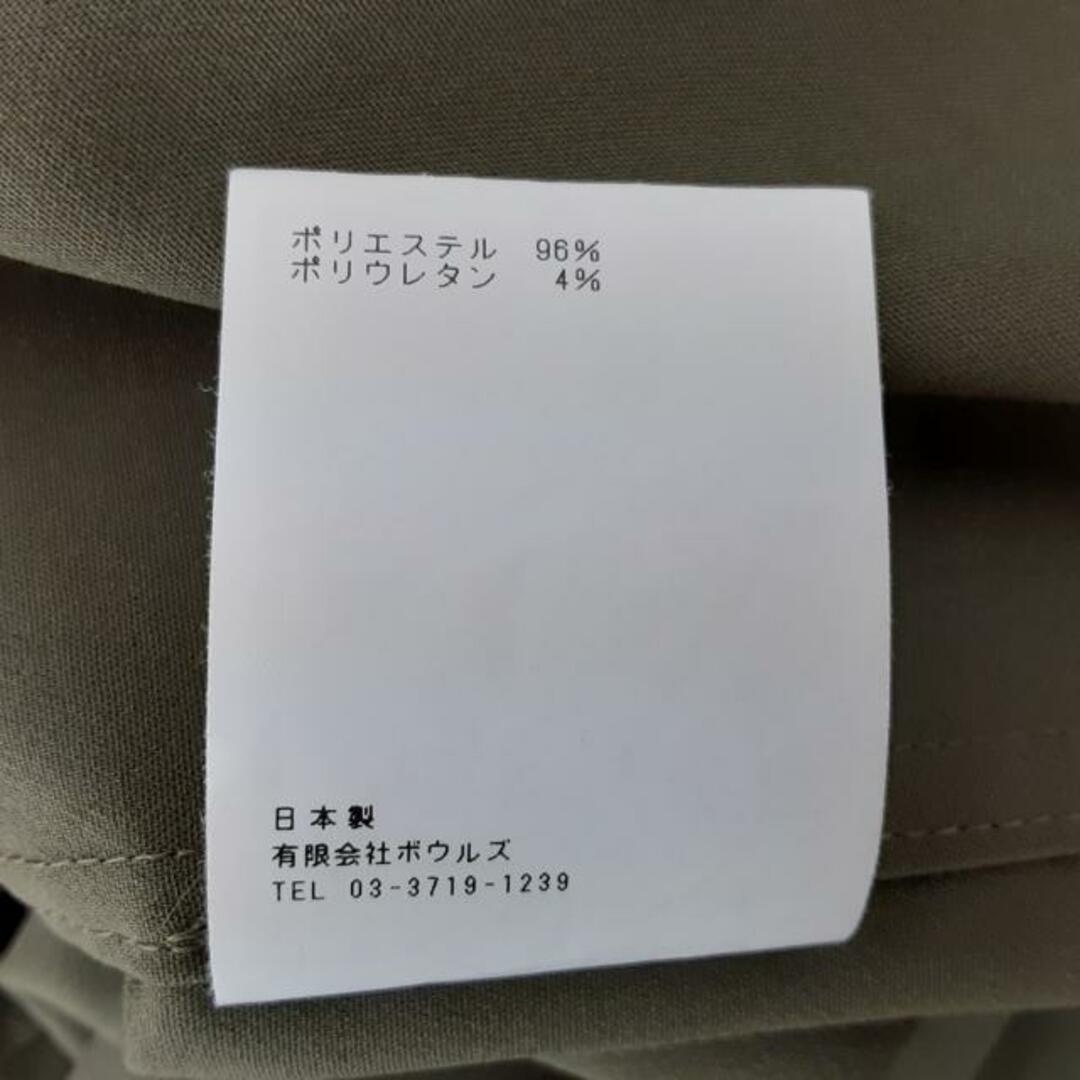 ポリエステル 96%
ポリウレタン 4%
日本製
有限会社ボウルズ
TEL 03-3719-1239